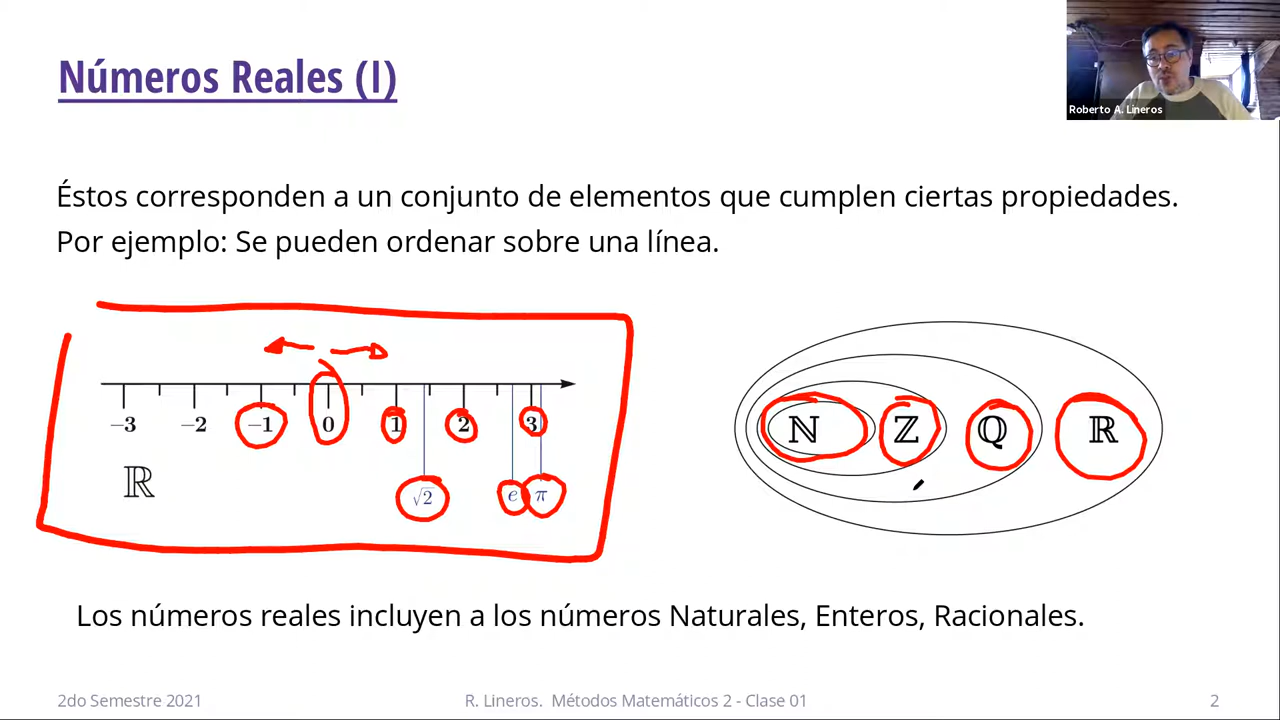 Números Reales (I)
Roberto A. Lineros
Éstos corresponden a un conjunto de elementos que cumplen ciertas propiedades.
Por ejemplo: Se pueden ordenar sobre una línea.
−3 −2 −1 0 1 2 3
ℝ √2 e π
ℕ ℤ ℚ ℝ
Los números reales incluyen a los números Naturales, Enteros, Racionales.
2do Semestre 2021 R. Lineros. Métodos Matemáticos 2 - Clase 01 2